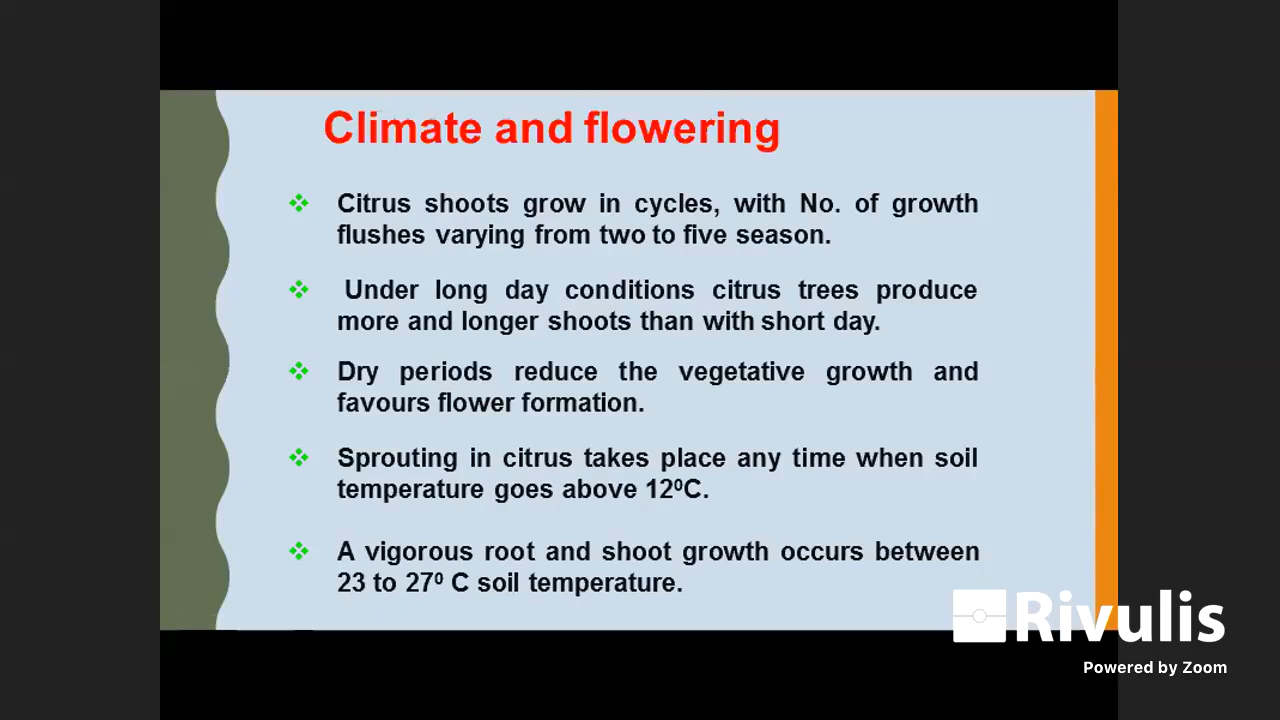 Climate and flowering
Citrus shoots grow in cycles, with No. of growth
flushes varying from two to five season.
Under long day conditions citrus trees produce
more and longer shoots than with short day.
Dry periods reduce the vegetative growth and
favours flower formation.
Sprouting in citrus takes place any time when soil
temperature goes above 12⁰C.
A vigorous root and shoot growth occurs between
23 to 27⁰ C soil temperature.
Rivulis
Powered by Zoom